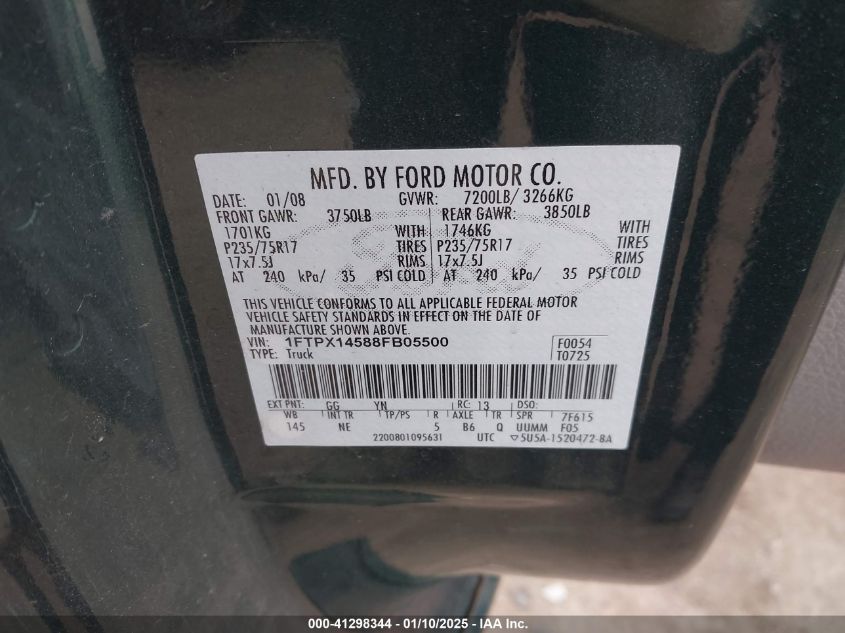 MFD. BY FORD MOTOR CO.
DATE: 01/08 GVWR: 7200LB/ 3266KG
FRONT GAWR: 3750LB REAR GAWR: 3850LB
1701KG WITH 1746KG WITH
P235/75R17 TIRES P235/75R17 TIRES
17x7.5J RIMS 17x7.5J RIMS
AT 240 kPa/ 35 PSI COLD AT 240 kPa/ 35 PSI COLD
THIS VEHICLE CONFORMS TO ALL APPLICABLE FEDERAL MOTOR
VEHICLE SAFETY STANDARDS IN EFFECT ON THE DATE OF
MANUFACTURE SHOWN ABOVE.
VIN: 1FTPX14588FB05500 F0054
TYPE: Truck T0725
EXT PNT: GG YN RC: 13 DSO:
WB INT TR TP/PS R AXLE TR SPR 7F615
145 NE 5 B6 Q UUMM F05
2200801095631 UTC ▽5U5A-1520472-BA
000-41298344 / 01/10/2025 - IAA Inc.